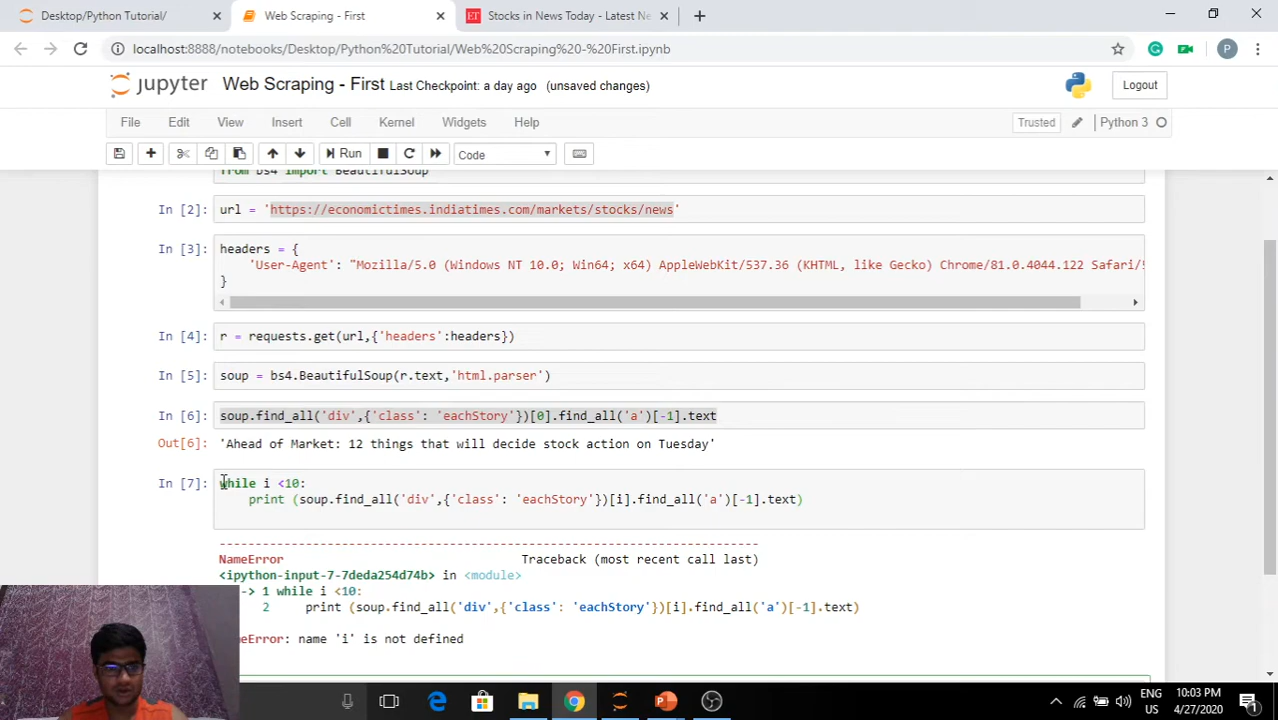 Desktop/Python Tutorial/
Web Scraping - First
Stocks in News Today - Latest Ne
localhost:8888/notebooks/Desktop/Python%20Tutorial/Web%20Scraping%20-%20First.ipynb
P
jupyter Web Scraping - First Last Checkpoint: a day ago (unsaved changes)
Logout
File Edit View Insert Cell Kernel Widgets Help
Trusted Python 3
Run Code
from bs4 import BeautifulSoup
In [2]: url = 'https://economictimes.indiatimes.com/markets/stocks/news'
In [3]: headers = {
'User-Agent': "Mozilla/5.0 (Windows NT 10.0; Win64; x64) AppleWebKit/537.36 (KHTML, like Gecko) Chrome/81.0.4044.122 Safari/5
}
In [4]: r = requests.get(url,{'headers':headers})
In [5]: soup = bs4.BeautifulSoup(r.text,'html.parser')
In [6]: soup.find_all('div',{'class': 'eachStory'})[0].find_all('a')[-1].text
Out[6]: 'Ahead of Market: 12 things that will decide stock action on Tuesday'
In [7]: while i <10:
print (soup.find_all('div',{'class': 'eachStory'})[i].find_all('a')[-1].text)
---------------------------------------------------------------------------
NameError Traceback (most recent call last)
<ipython-input-7-7deda254d74b> in <module>
-> 1 while i <10:
2 print (soup.find_all('div',{'class': 'eachStory'})[i].find_all('a')[-1].text)
eError: name 'i' is not defined
ENG
US
10:03 PM
4/27/2020